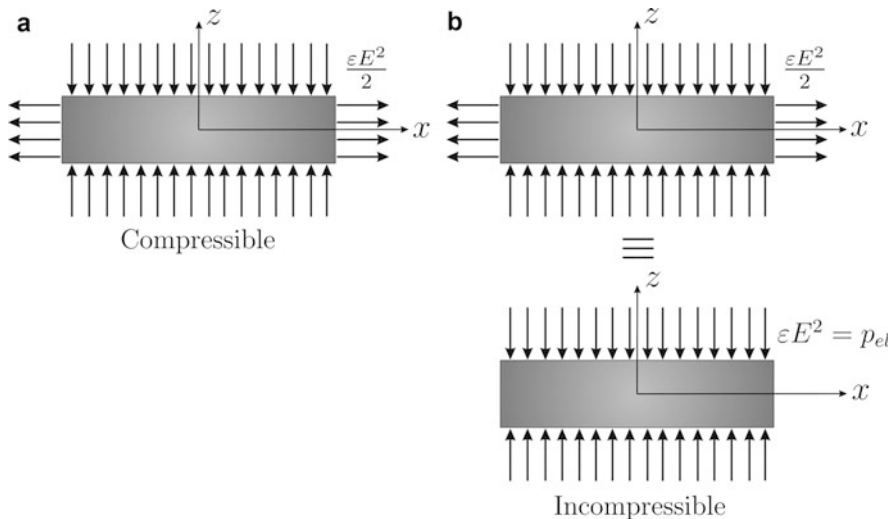 a
z
εE²/2
x
Compressible
b
z
εE²/2
x
≡
z
εE² = p_el
x
Incompressible